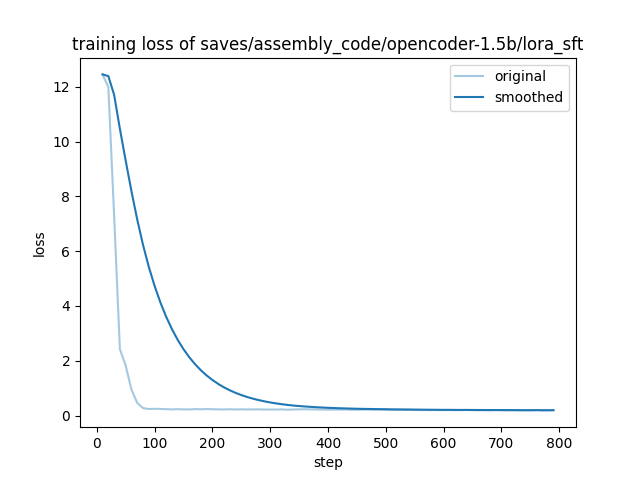 training loss of saves/assembly_code/opencoder-1.5b/lora_sft
original
smoothed
12
10
8
6
4
2
0
loss
0 100 200 300 400 500 600 700 800
step